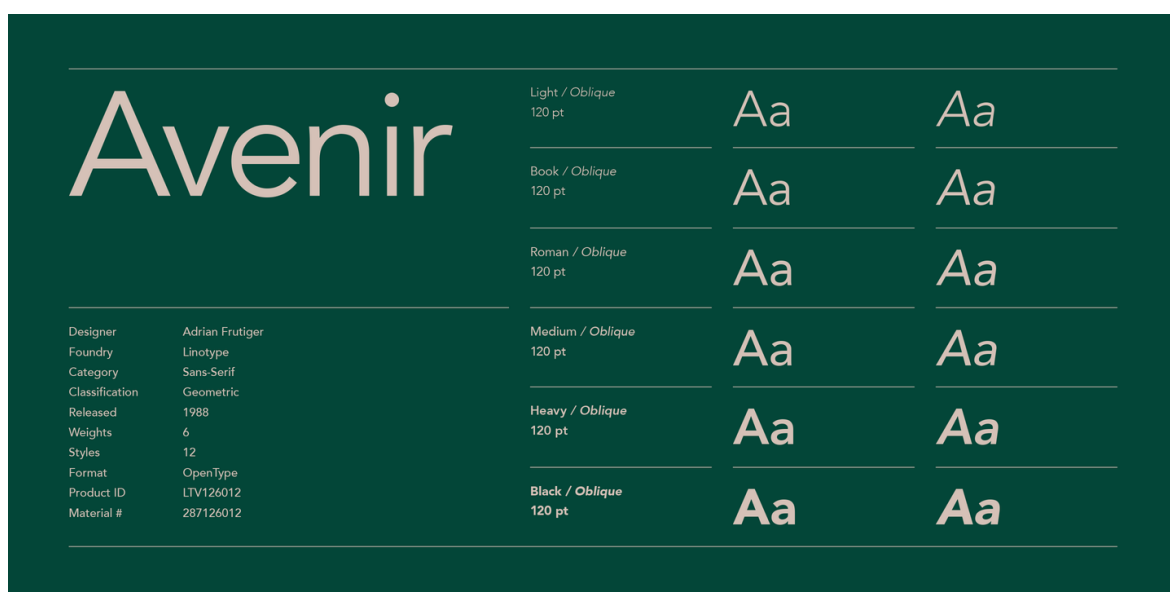 Avenir
Designer Adrian Frutiger
Foundry Linotype
Category Sans-Serif
Classification Geometric
Released 1988
Weights 6
Styles 12
Format OpenType
Product ID LTV126012
Material # 287126012
Light / Oblique
120 pt
Aa Aa
Book / Oblique
120 pt
Aa Aa
Roman / Oblique
120 pt
Aa Aa
Medium / Oblique
120 pt
Aa Aa
Heavy / Oblique
120 pt
Aa Aa
Black / Oblique
120 pt
Aa Aa